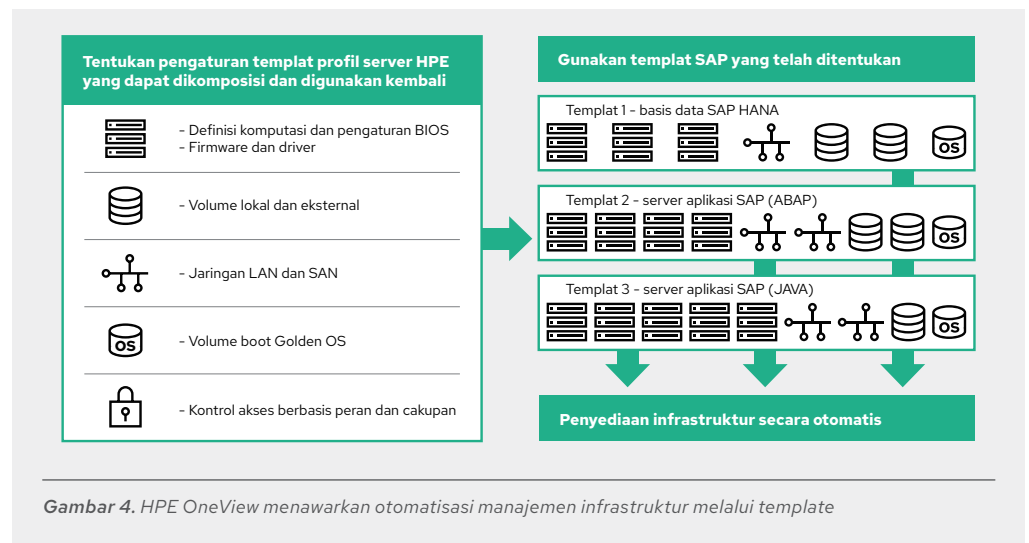 Tentukan pengaturan templat profil server HPE
yang dapat dikomposisi dan digunakan kembali
- Definisi komputasi dan pengaturan BIOS
- Firmware dan driver
- Volume lokal dan eksternal
- Jaringan LAN dan SAN
OS
- Volume boot Golden OS
- Kontrol akses berbasis peran dan cakupan
Gunakan templat SAP yang telah ditentukan
Templat 1 - basis data SAP HANA
OS
Templat 2 - server aplikasi SAP (ABAP)
OS
Templat 3 - server aplikasi SAP (JAVA)
OS
Penyediaan infrastruktur secara otomatis
Gambar 4. HPE OneView menawarkan otomatisasi manajemen infrastruktur melalui template